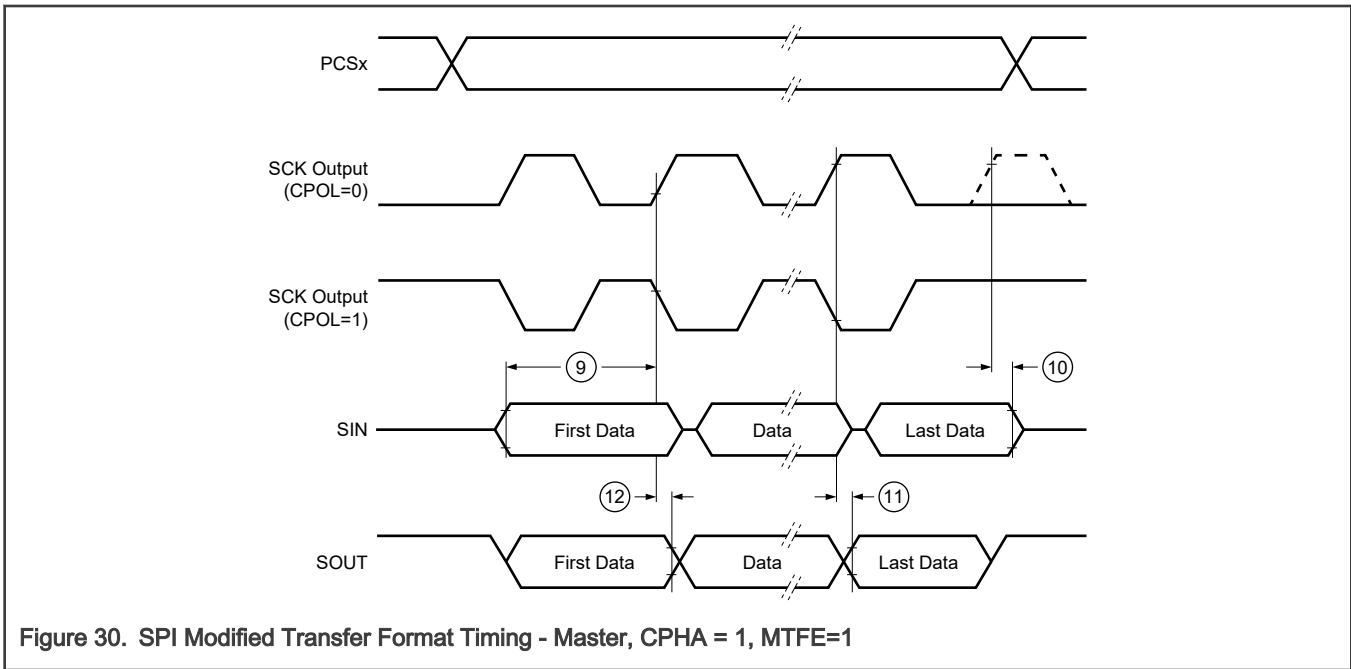 PCSx
SCK Output
(CPOL=0)
SCK Output
(CPOL=1)
9
10
SIN
First Data
Data
Last Data
12
11
SOUT
First Data
Data
Last Data
Figure 30. SPI Modified Transfer Format Timing - Master, CPHA = 1, MTFE=1